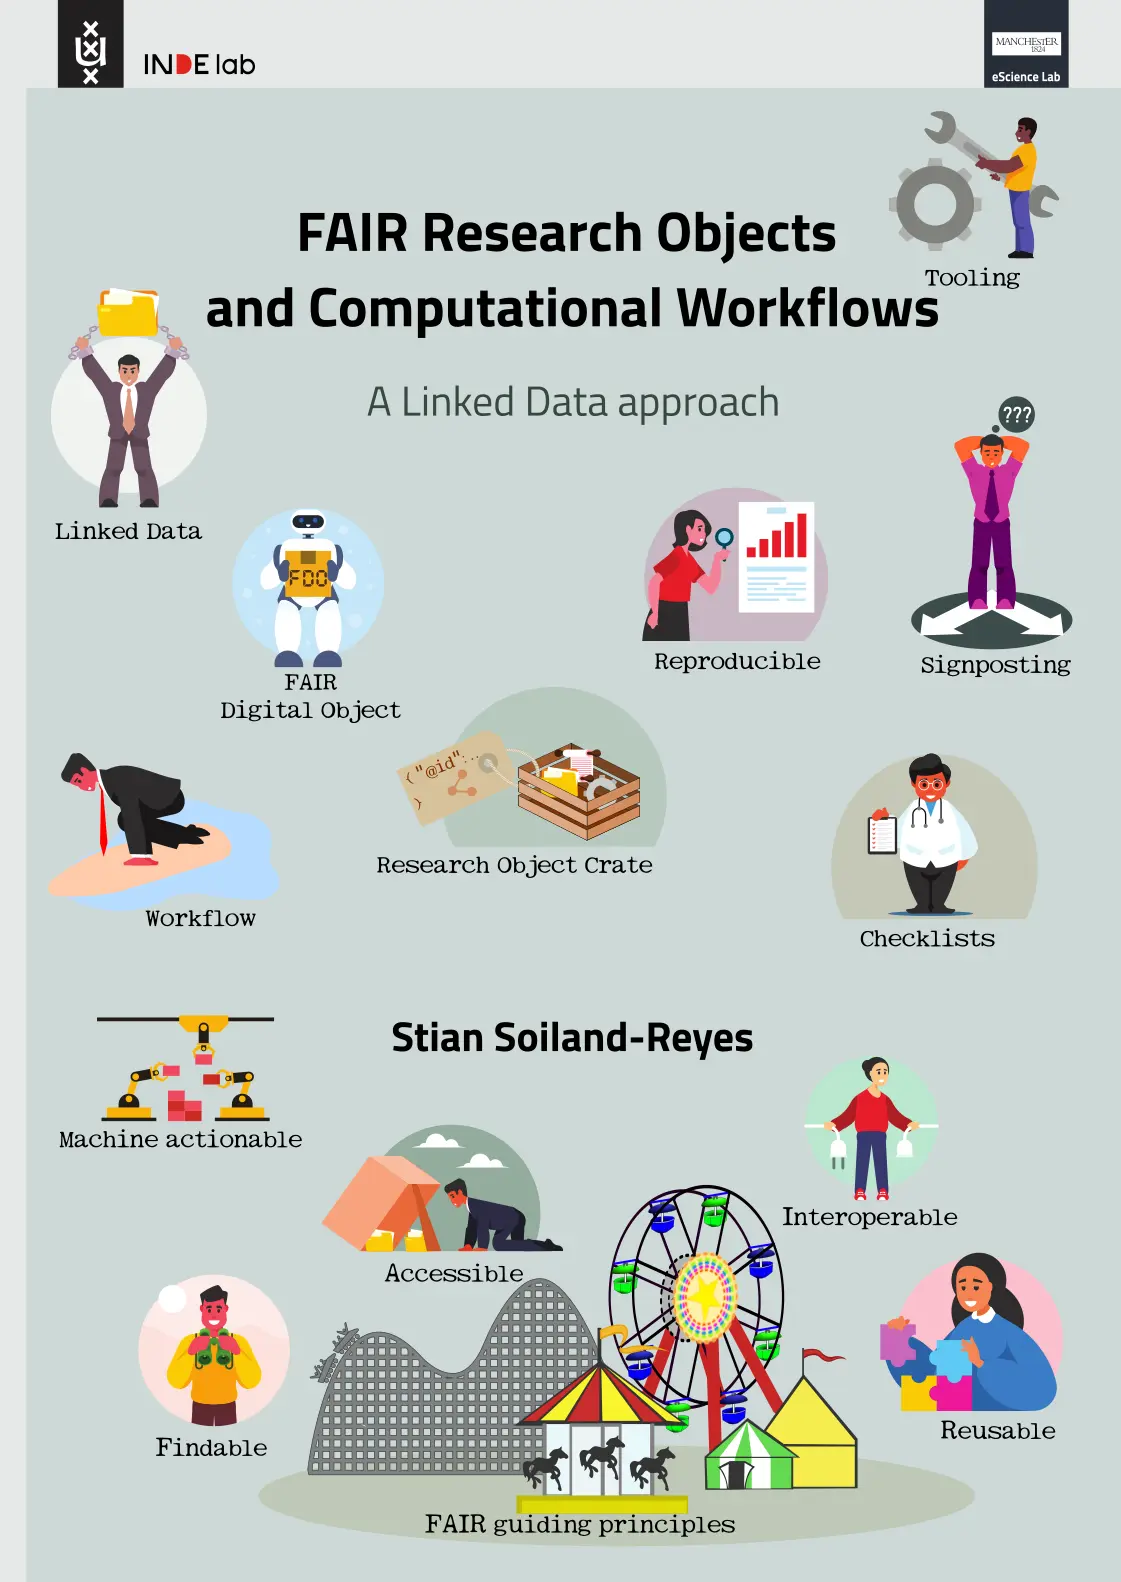 INDE lab
MANCHESTER
1824
eScience Lab
Tooling
FAIR Research Objects
and Computational Workflows
A Linked Data approach
Linked Data
???
FDO
FAIR
Digital Object
Reproducible
Signposting
{ "@id":...
}
Research Object Crate
Workflow
Checklists
Stian Soiland-Reyes
Machine actionable
Interoperable
Accessible
Findable
Reusable
FAIR guiding principles